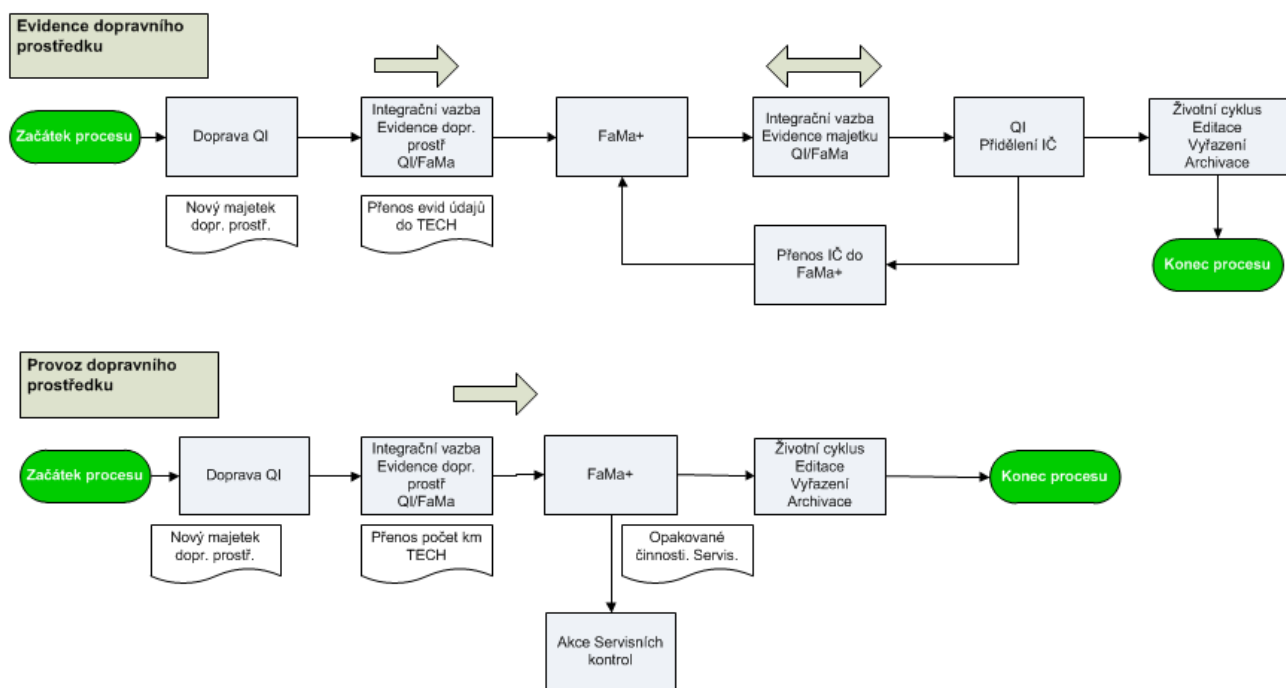 Evidence dopravního
prostředku
Začátek procesu
Doprava QI
Integrační vazba
Evidence dopr.
prostř
QI/FaMa
FaMa+
Integrační vazba
Evidence majetku
QI/FaMa
QI
Přidělení IČ
Životní cyklus
Editace
Vyřazení
Archivace
Nový majetek
dopr. prostř.
Přenos evid údajů
do TECH
Přenos IČ do
FaMa+
Konec procesu
Provoz dopravního
prostředku
Začátek procesu
Doprava QI
Integrační vazba
Evidence dopr.
prostř
QI/FaMa
FaMa+
Životní cyklus
Editace
Vyřazení
Archivace
Konec procesu
Nový majetek
dopr. prostř.
Přenos počet km
TECH
Opakované
činnosti. Servis.
Akce Servisních
kontrol